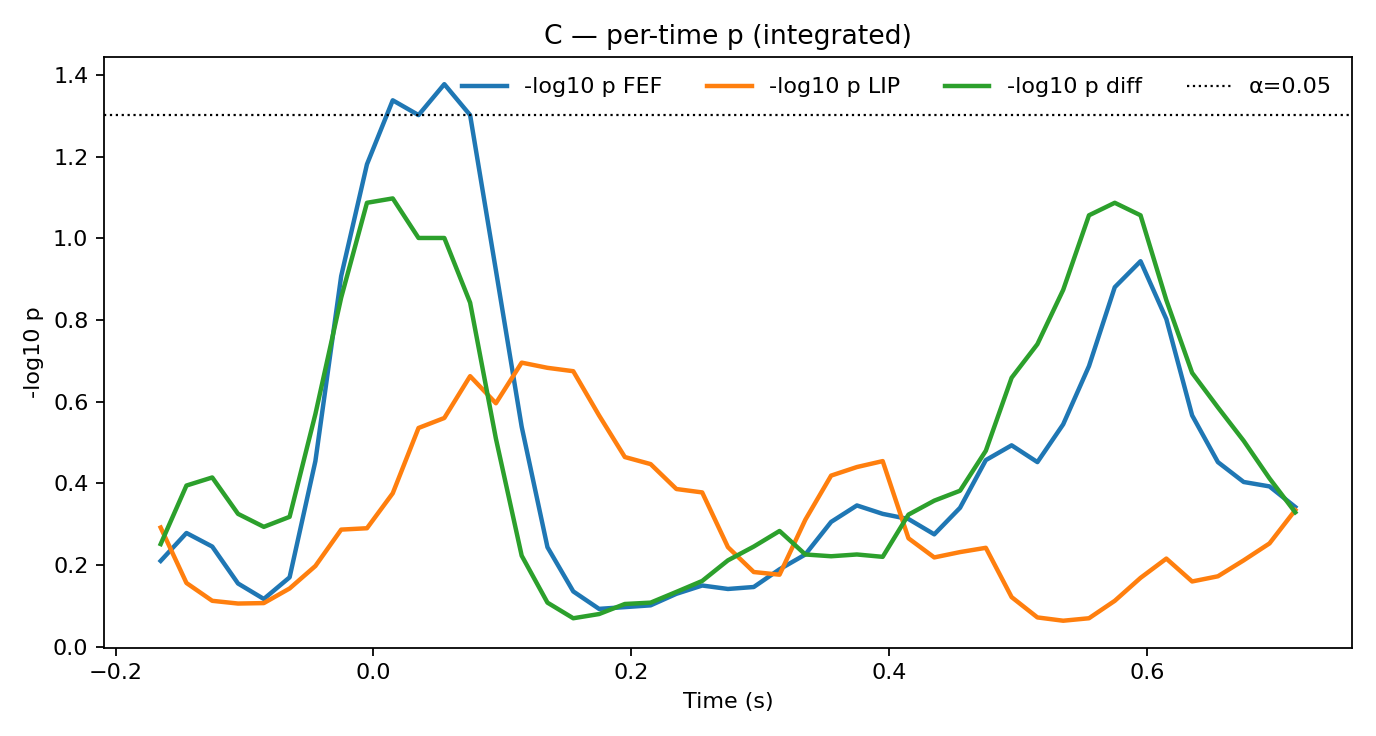 C — per-time p (integrated)
-log10 p FEF
-log10 p LIP
-log10 p diff
α=0.05
-log10 p
1.4
1.2
1.0
0.8
0.6
0.4
0.2
0.0
−0.2
0.0
0.2
0.4
0.6
Time (s)